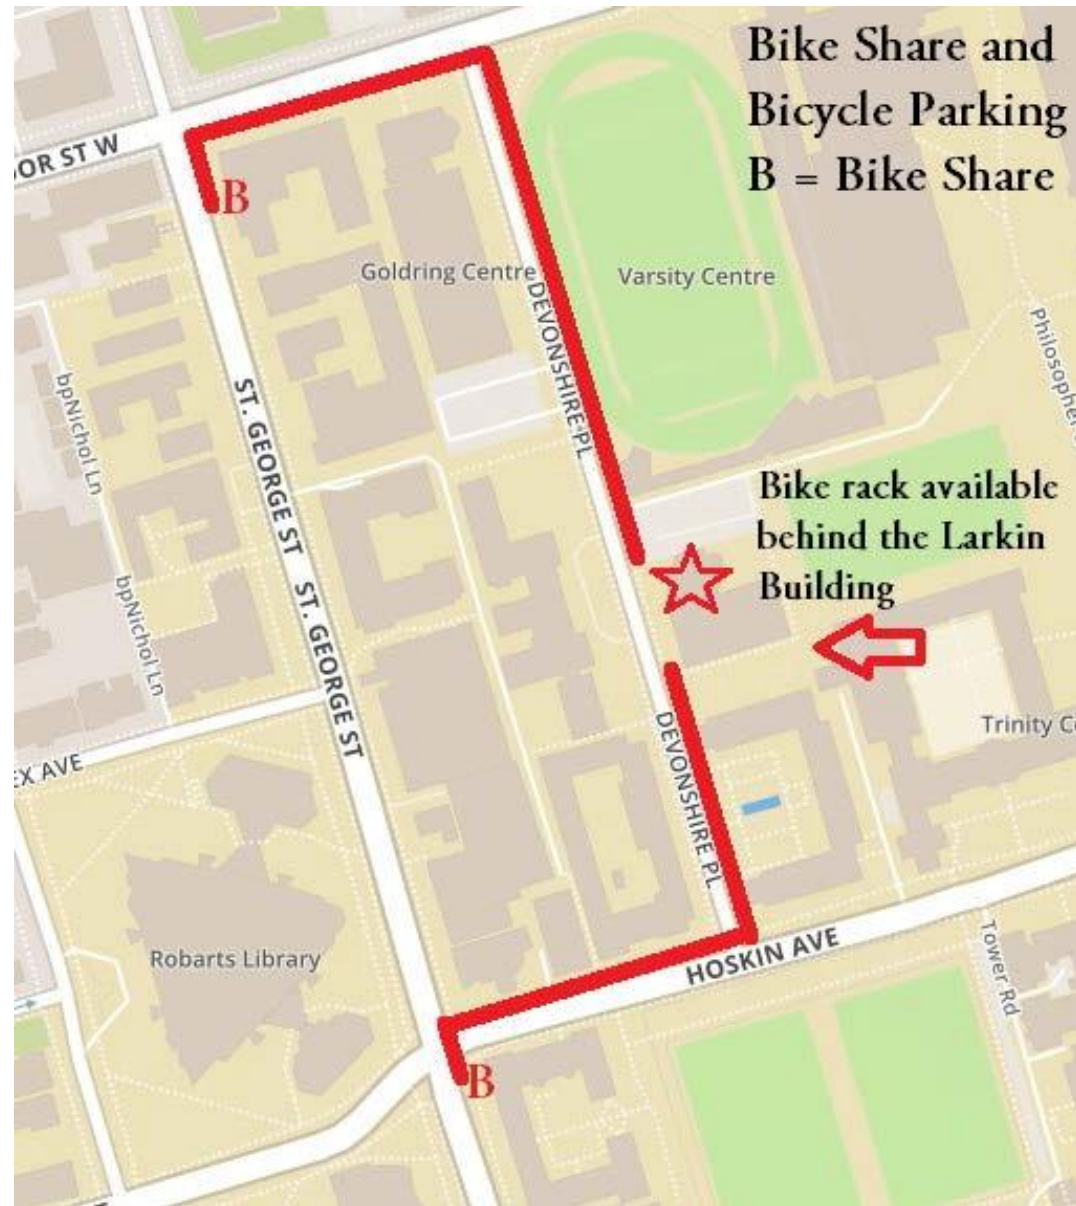 Bike Share and
Bicycle Parking
B = Bike Share
OR ST W
B
Goldring Centre
Varsity Centre
DEVONSHIRE PL
Philosopher
bpNichol Ln
ST. GEORGE ST
Bike rack available
behind the Larkin
Building
bpNichol Ln
ST. GEORGE ST
Trinity C
EX AVE
DEVONSHIRE PL
Robarts Library
HOSKIN AVE
Tower Rd
B